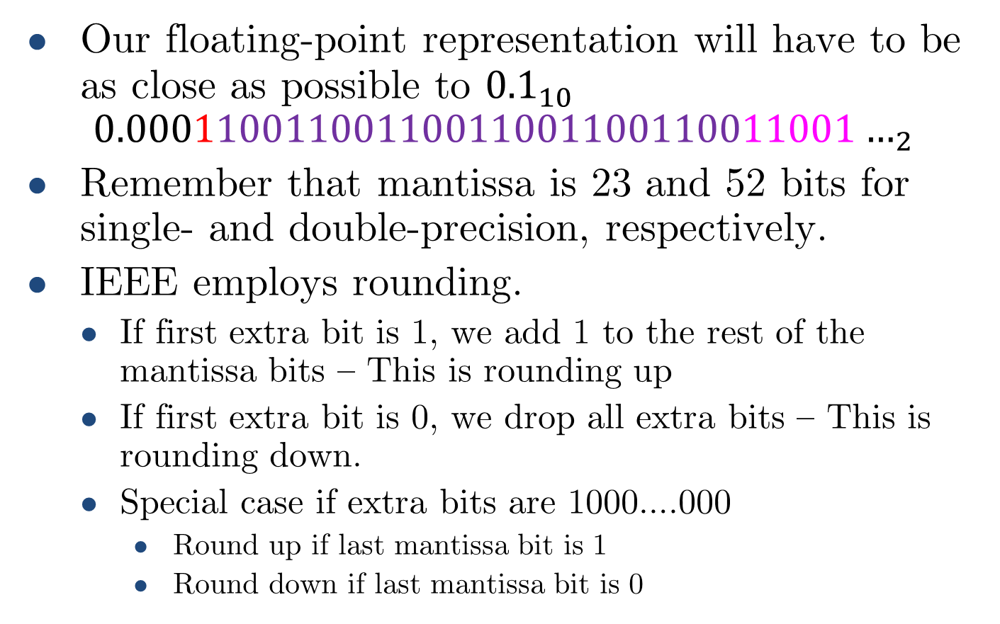 • Our floating-point representation will have to be
as close as possible to 0.1₁₀
0.00011001100110011001100110011001 …₂
• Remember that mantissa is 23 and 52 bits for
single- and double-precision, respectively.
• IEEE employs rounding.
• If first extra bit is 1, we add 1 to the rest of the
mantissa bits – This is rounding up
• If first extra bit is 0, we drop all extra bits – This is
rounding down.
• Special case if extra bits are 1000....000
• Round up if last mantissa bit is 1
• Round down if last mantissa bit is 0